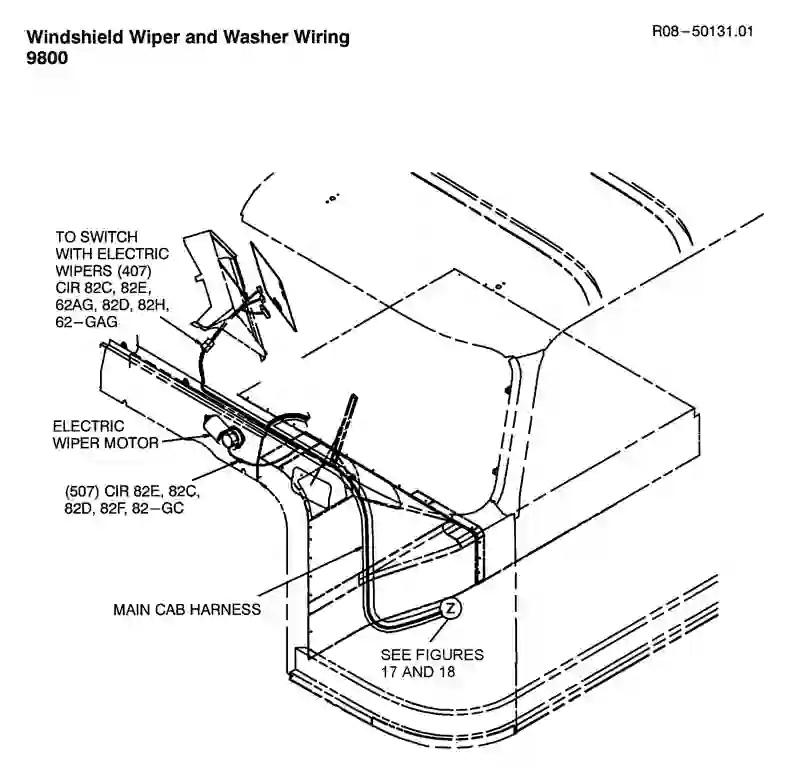 Windshield Wiper and Washer Wiring
9800
R08-50131.01
TO SWITCH
WITH ELECTRIC
WIPERS (407)
CIR 82C, 82E,
62AG, 82D, 82H,
62-GAG
ELECTRIC
WIPER MOTOR
(507) CIR 82E, 82C,
82D, 82F, 82-GC
MAIN CAB HARNESS
Z
SEE FIGURES
17 AND 18